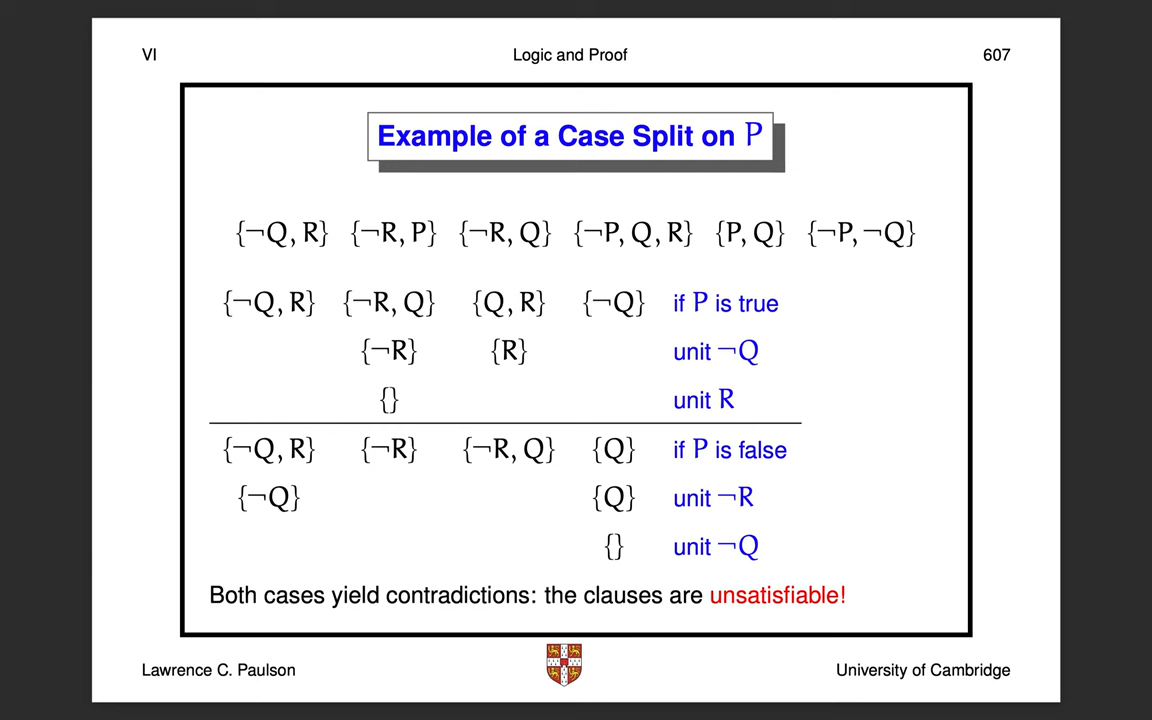 VI Logic and Proof 607
Example of a Case Split on P
{¬Q, R} {¬R, P} {¬R, Q} {¬P, Q, R} {P, Q} {¬P, ¬Q}
{¬Q, R} {¬R, Q} {Q, R} {¬Q} if P is true
{¬R} {R} unit ¬Q
{} unit R
{¬Q, R} {¬R} {¬R, Q} {Q} if P is false
{¬Q} {Q} unit ¬R
{} unit ¬Q
Both cases yield contradictions: the clauses are unsatisfiable!
Lawrence C. Paulson University of Cambridge